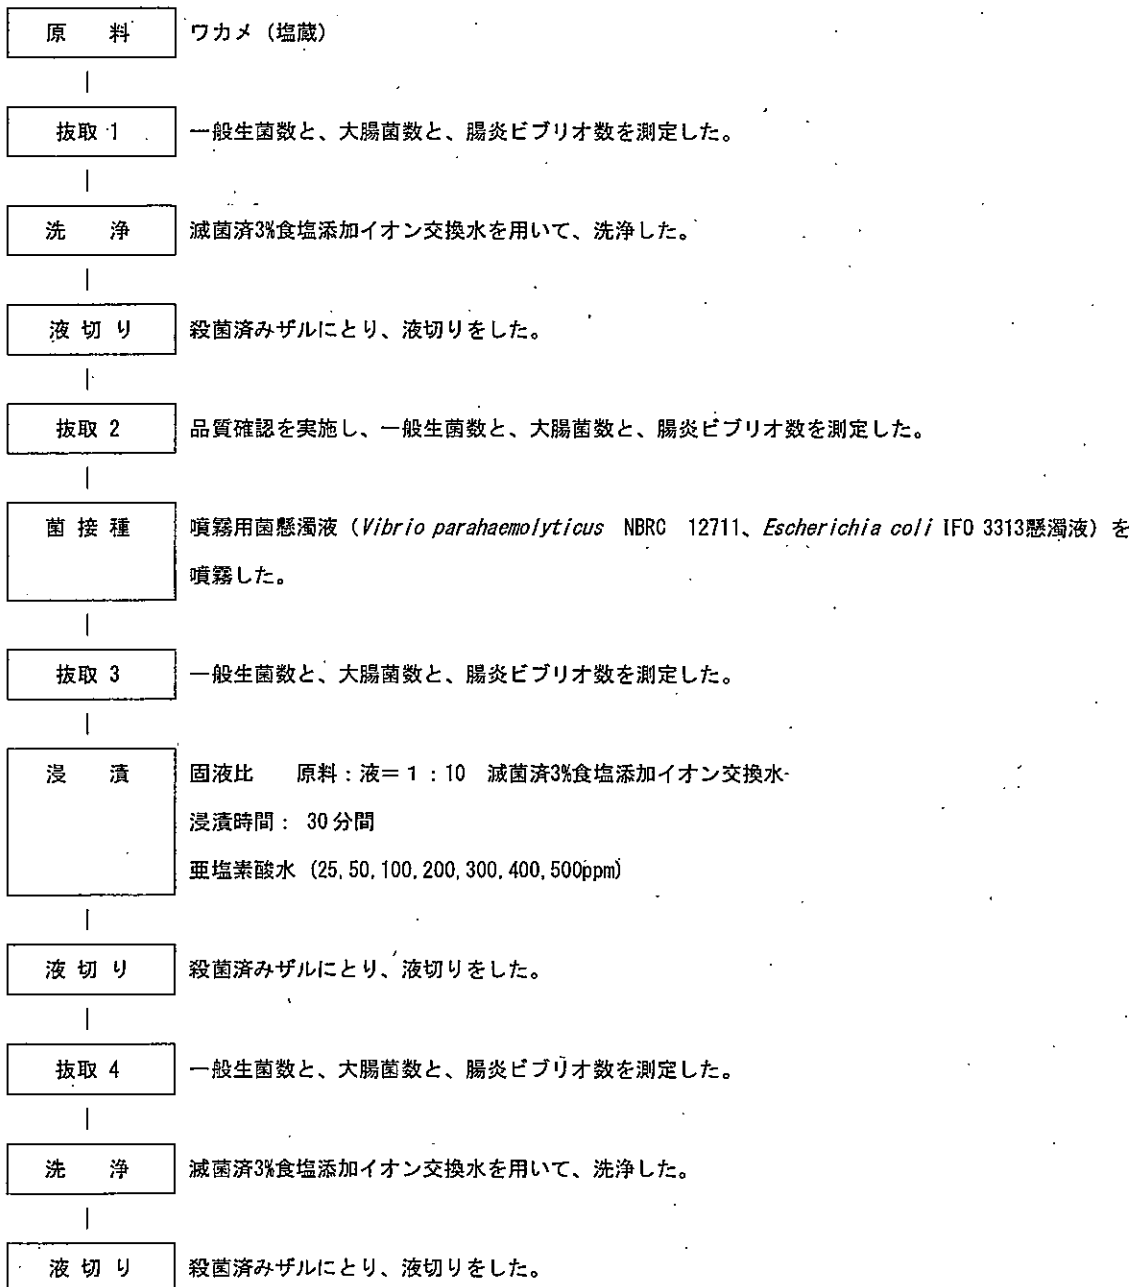 原　料　ワカメ（塩蔵）
抜取 1　一般生菌数と、大腸菌数と、腸炎ビブリオ数を測定した。
洗　浄　滅菌済3%食塩添加イオン交換水を用いて、洗浄した。
液 切 り　殺菌済みザルにとり、液切りをした。
抜取 2　品質確認を実施し、一般生菌数と、大腸菌数と、腸炎ビブリオ数を測定した。
菌 接 種　噴霧用菌懸濁液（Vibrio parahaemolyticus NBRC 12711、Escherichia coli IFO 3313懸濁液）を
噴霧した。
抜取 3　一般生菌数と、大腸菌数と、腸炎ビブリオ数を測定した。
浸　漬　固液比　原料：液＝1：10　滅菌済3%食塩添加イオン交換水
浸漬時間： 30分間
亜塩素酸水 (25, 50, 100, 200, 300, 400, 500ppm)
液 切 り　殺菌済みザルにとり、液切りをした。
抜取 4　一般生菌数と、大腸菌数と、腸炎ビブリオ数を測定した。
洗　浄　滅菌済3%食塩添加イオン交換水を用いて、洗浄した。
液 切 り　殺菌済みザルにとり、液切りをした。